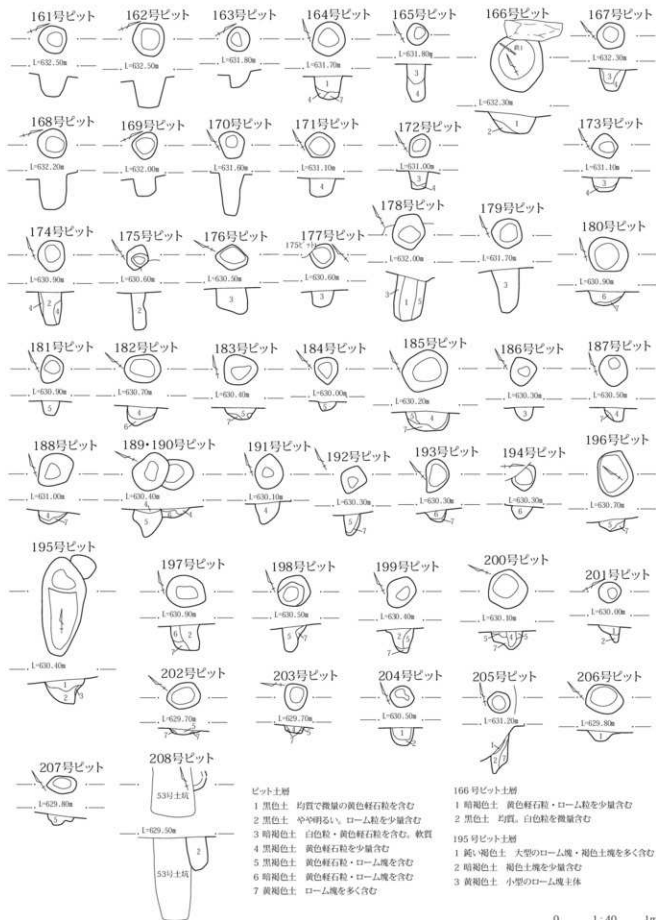 161号ピット 162号ピット 163号ピット 164号ピット 165号ピット 166号ピット 167号ピット
L=632.50m L=632.50m L=631.80m L=631.70m L=631.80m L=632.30m L=632.30m
168号ピット 169号ピット 170号ピット 171号ピット 172号ピット 173号ピット
L=632.20m L=632.00m L=631.60m L=631.10m L=631.00m L=631.10m
174号ピット 175号ピット 176号ピット 177号ピット 178号ピット 179号ピット 180号ピット
175ピット
L=630.90m L=630.60m L=630.50m L=630.60m L=632.00m L=631.70m L=630.90m
181号ピット 182号ピット 183号ピット 184号ピット 185号ピット 186号ピット 187号ピット
L=630.90m L=630.70m L=630.40m L=630.00m L=630.20m L=630.30m L=630.50m
188号ピット 189・190号ピット 191号ピット 192号ピット 193号ピット 194号ピット 196号ピット
L=631.00m L=630.40m L=630.10m L=630.30m L=630.30m L=630.30m L=630.70m
195号ピット 197号ピット 198号ピット 199号ピット 200号ピット 201号ピット
L=630.40m L=630.90m L=630.50m L=630.40m L=630.10m L=630.00m
202号ピット 203号ピット 204号ピット 205号ピット 206号ピット
L=629.70m L=629.70m L=630.50m L=631.20m L=629.80m
207号ピット 208号ピット
L=629.80m L=629.50m
53号土坑
53号土坑
ピット土層
1 黒色土 均質で微量の黄色軽石粒を含む
2 黒色土 やや明るい。ローム粒を少量含む
3 暗褐色土 白色粒・黄色軽石粒を含む。軟質
4 黒褐色土 黄色軽石粒を少量含む
5 黒褐色土 黄色軽石粒・ローム塊を含む
6 暗褐色土 黄色軽石粒・ローム塊を含む
7 黄褐色土 ローム塊を多く含む
166号ピット土層
1 暗褐色土 黄色軽石粒・ローム粒を少量含む
2 黒色土 均質。白色粒を微量含む
195号ピット土層
1 鈍い褐色土 大型のローム塊・褐色土塊を多く含む
2 暗褐色土 褐色土塊を少量含む
3 黄褐色土 小型のローム塊主体
0 1:40 1m